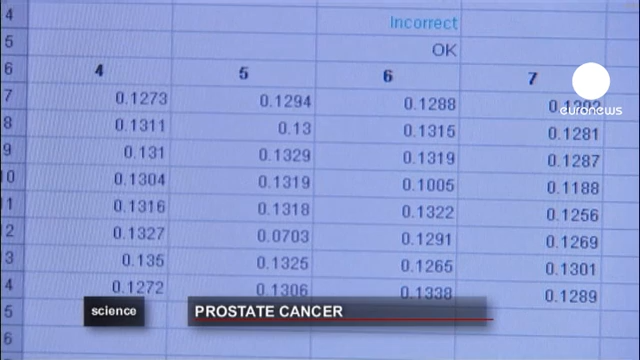 4 Incorrect
5 OK
6 4 5 6 7
7 0.1273 0.1294 0.1288
euronews
8 0.1311 0.13 0.1315 0.1281
9 0.131 0.1329 0.1319 0.1287
10 0.1304 0.1319 0.1005 0.1188
11 0.1316 0.1318 0.1322 0.1256
12 0.1327 0.0703 0.1291 0.1269
3 0.135 0.1325 0.1265 0.1301
4 0.1272 0.1306 0.1338 0.1289
5
science PROSTATE CANCER
6